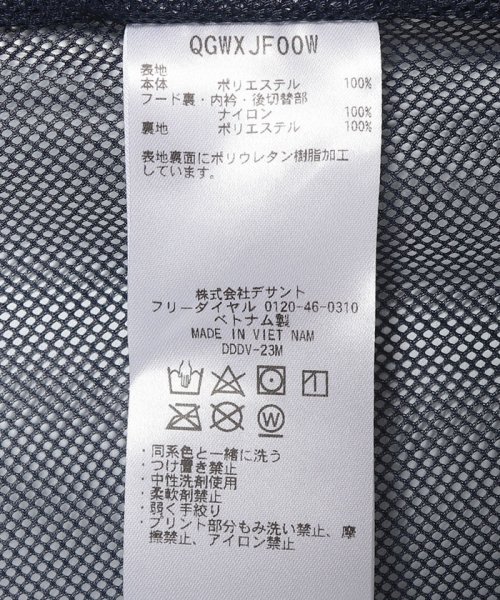 QGWXJF00W
表地
本体 ポリエステル 100%
フード裏・内衿・後切替部
ナイロン 100%
裏地 ポリエステル 100%
表地裏面にポリウレタン樹脂加工
しています。
株式会社デサント
フリーダイヤル 0120-46-0310
ベトナム製
MADE IN VIET NAM
DDDV-23M
W
・同系色と一緒に洗う
・つけ置き禁止
・中性洗剤使用
・柔軟剤禁止
・弱く手絞り
・プリント部分もみ洗い禁止、摩
擦禁止、アイロン禁止